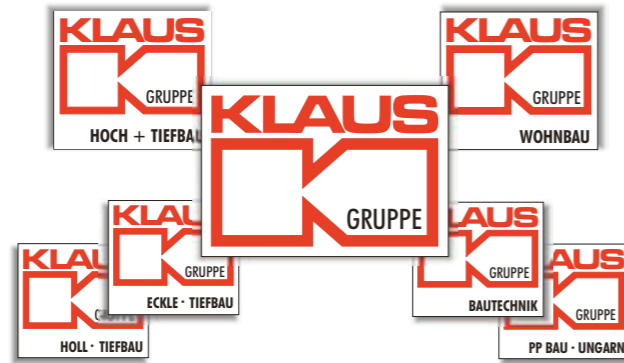 KLAUS
GRUPPE
HOCH + TIEFBAU
KLAUS
GRUPPE
WOHNBAU
KLAUS
GRUPPE
KLAUS
GRUPPE
ECKLE · TIEFBAU
KLAUS
GRUPPE
BAUTECHNIK
KLAUS
GRUPPE
HOLL · TIEFBAU
GRUPPE
PP BAU · UNGARN